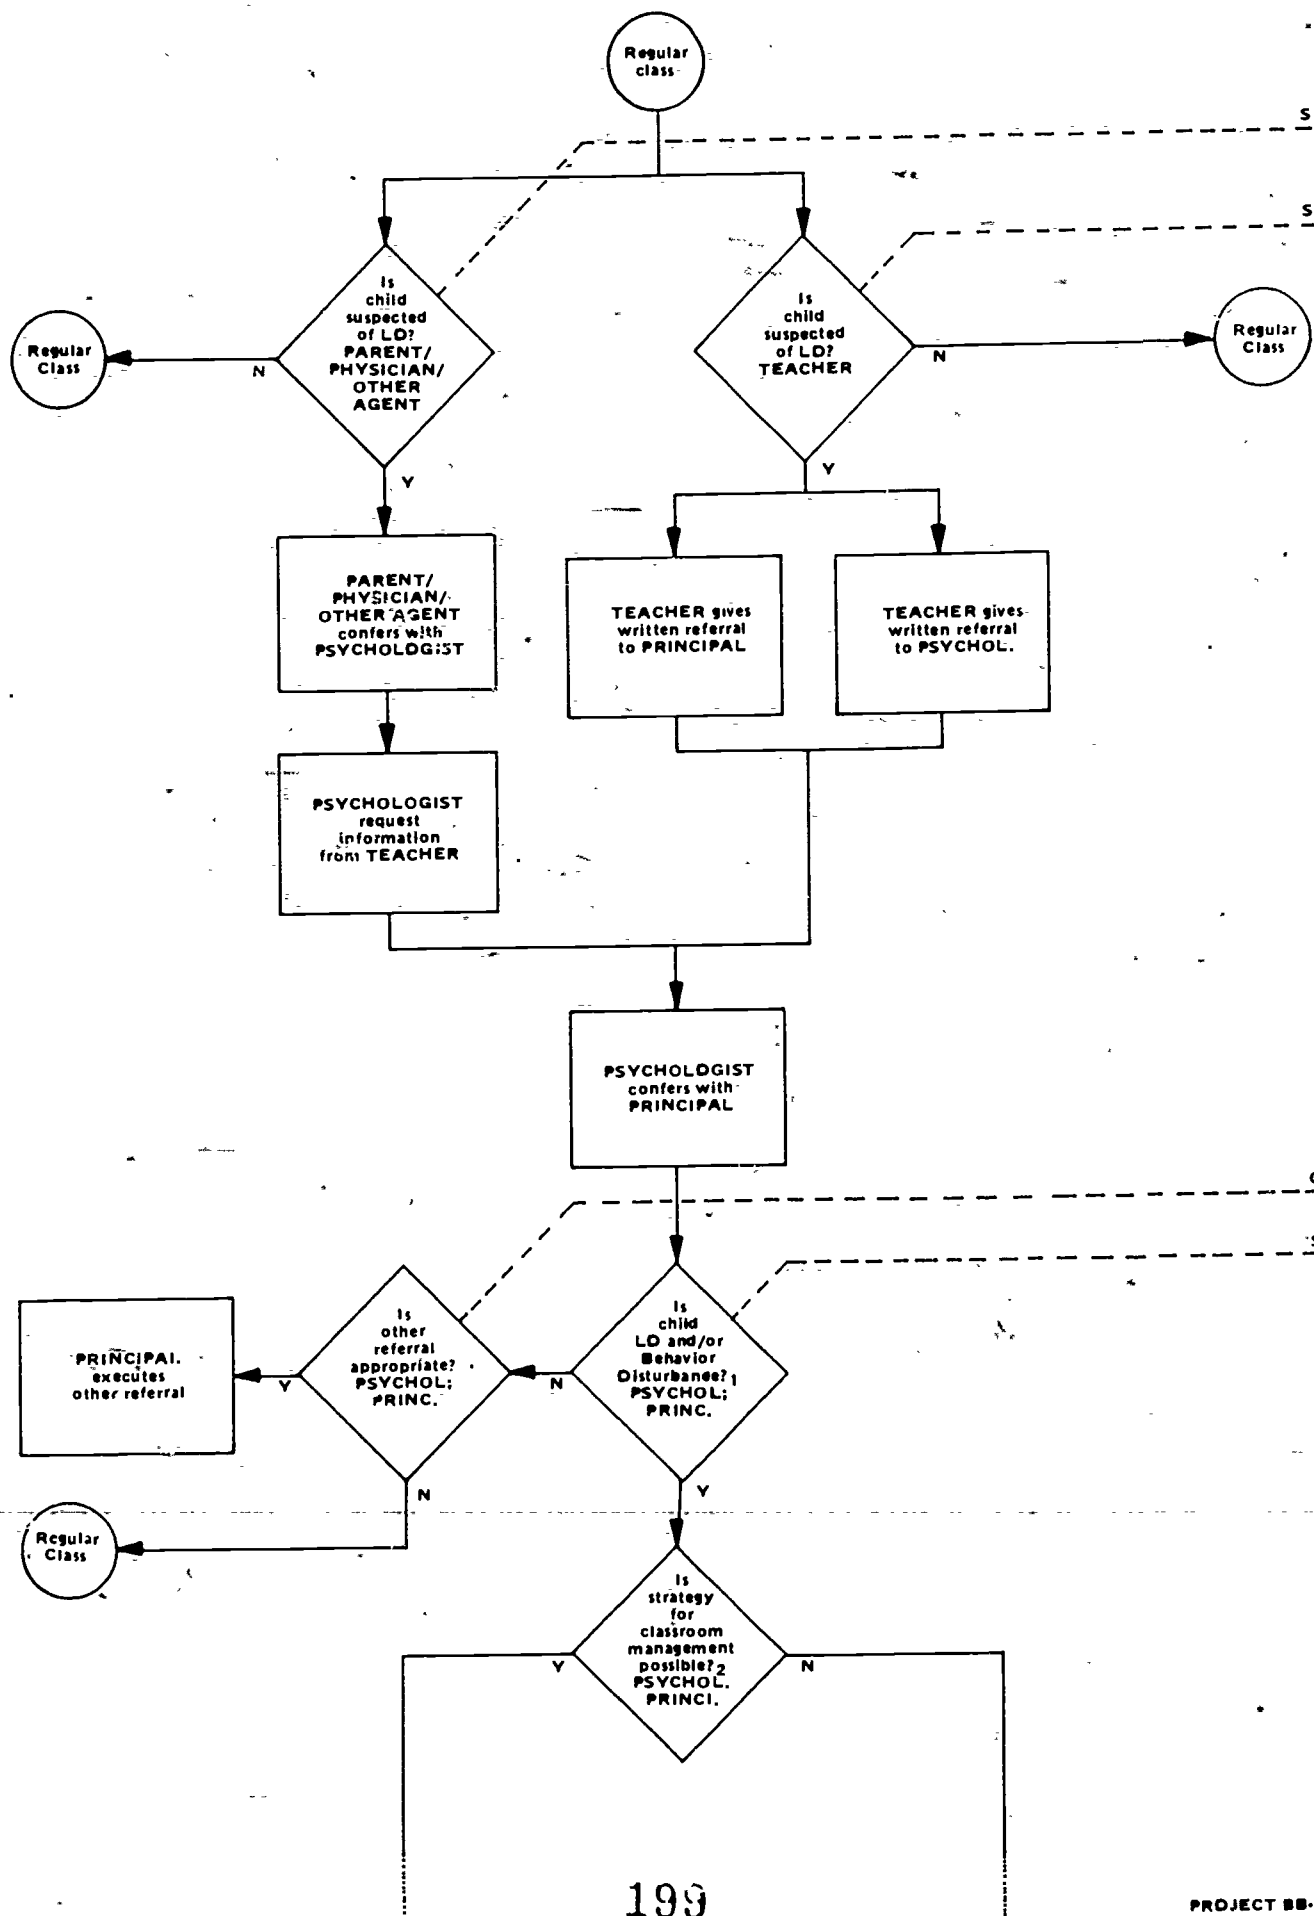 Regular
class
S
S
Is
child
suspected
of LD?
PARENT/
PHYSICIAN/
OTHER
AGENT
Is
child
suspected
of LD?
TEACHER
Regular
Class
N
N
Regular
Class
Y
Y
PARENT/
PHYSICIAN/
OTHER AGENT
confers with
PSYCHOLOGIST
TEACHER gives
written referral
to PRINCIPAL
TEACHER gives
written referral
to PSYCHOL.
PSYCHOLOGIST
request
information
from TEACHER
PSYCHOLOGIST
confers with
PRINCIPAL
S
PRINCIPAL
executes
other referral
Y
Is
other
referral
appropriate?
PSYCHOL;
PRINC.
N
Is
child
LD and/or
Behavior
Disturbande?1
PSYCHOL;
PRINC.
N
Y
Regular
Class
Is
strategy
for
classroom
management
possible?2
PSYCHOL.
PRINCI.
Y
N
199
PROJECT BB-